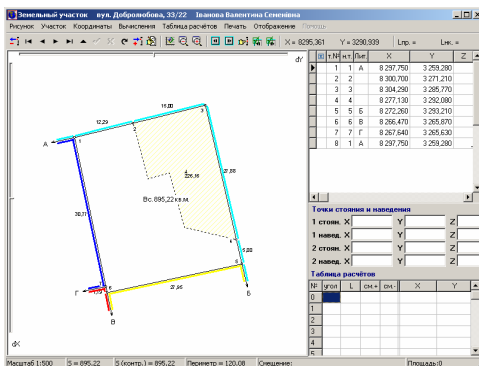 Земельный участок вул. Добролюбова, 33/22 Іванова Валентина Семенівна
Рисунок Участок Координаты Вычисления Таблица расчётов Печать Отображение Помощь
X = 8295,361 Y = 3290,939 Lпр. = Lнк. =
dY
т.№ н.т. Лит. X Y Z
1 1 А 8 297,750 3 259,280
2 2 8 300,700 3 271,210
3 3 8 304,290 3 285,770
4 4 8 277,130 3 292,080
5 5 Б 8 272,260 3 293,210
6 6 В 8 266,470 3 265,870
7 7 Г 8 267,640 3 265,630
8 1 А 8 297,750 3 259,280
15,00
3
12,29
2
А
1
27,88
226,16
Вс. 895,22 кв.м.
30,77
4
5,00
5
Г
6
27,95
Б
В
dX
Точки стояния и наведения
1 стоян. X Y Z
1 навед. X Y Z
2 стоян. X Y Z
2 навед. X Y Z
Таблица расчётов
№ угол L см.+ см.- X Y
0
1
2
3
4
5
Масштаб 1:500 S = 895,22 S (контр.) = 895,22 Периметр = 120,08 Смещение: Площадь:0